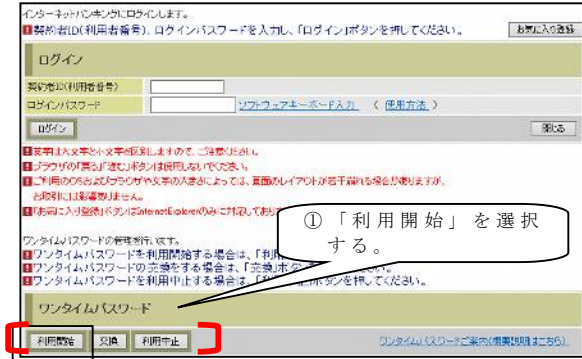 インターネットバンキングにログインします。
契約者ID(利用者番号)、ログインパスワードを入力し、「ログイン」ボタンを押してください。
お気に入り登録
ログイン
契約者ID(利用者番号)
ログインパスワード
ソフトウェアキーボード入力 ( 使用方法 )
ログイン
閉じる
文字は大文字と小文字を区別しますので、ご注意ください。
ブラウザの「戻る」「進む」ボタンは使用しないでください。
ご利用のOSおよびブラウザや文字の大きさによっては、画面のレイアウトが若干崩れる場合がありますが、
お取引には影響ありません。
「お気に入り登録」ボタンはInternetExplorerのみに対応しており
① 「利用開始」を選択
する。
ワンタイムパスワードの管理を行います。
ワンタイムパスワードを利用開始する場合は、「利用
ワンタイムパスワードの交換をする場合は、「交換」ボタ
ください。
ワンタイムパスワードを利用中止する場合は、「利
ボタンを押してください。
ワンタイムパスワード
利用開始
交換
利用中止
ワンタイムパスワードご案内(概要説明はこちら)